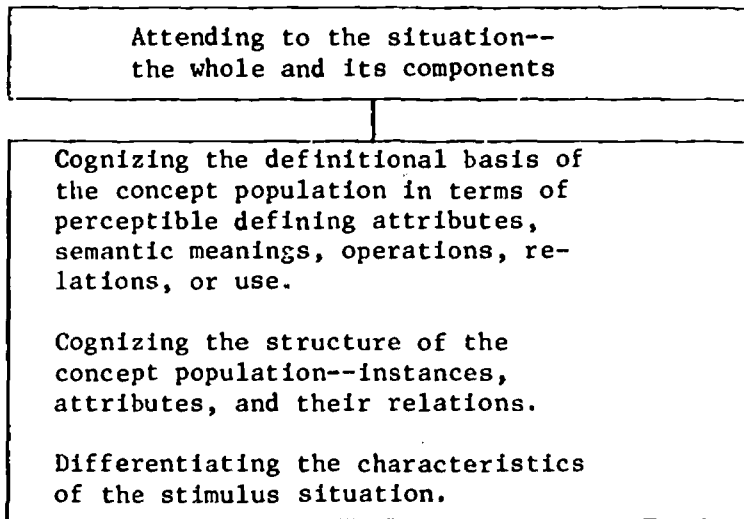 Attending to the situation--
the whole and its components
Cognizing the definitional basis of
the concept population in terms of
perceptible defining attributes,
semantic meanings, operations, re-
lations, or use.
Cognizing the structure of the
concept population--instances,
attributes, and their relations.
Differentiating the characteristics
of the stimulus situation.